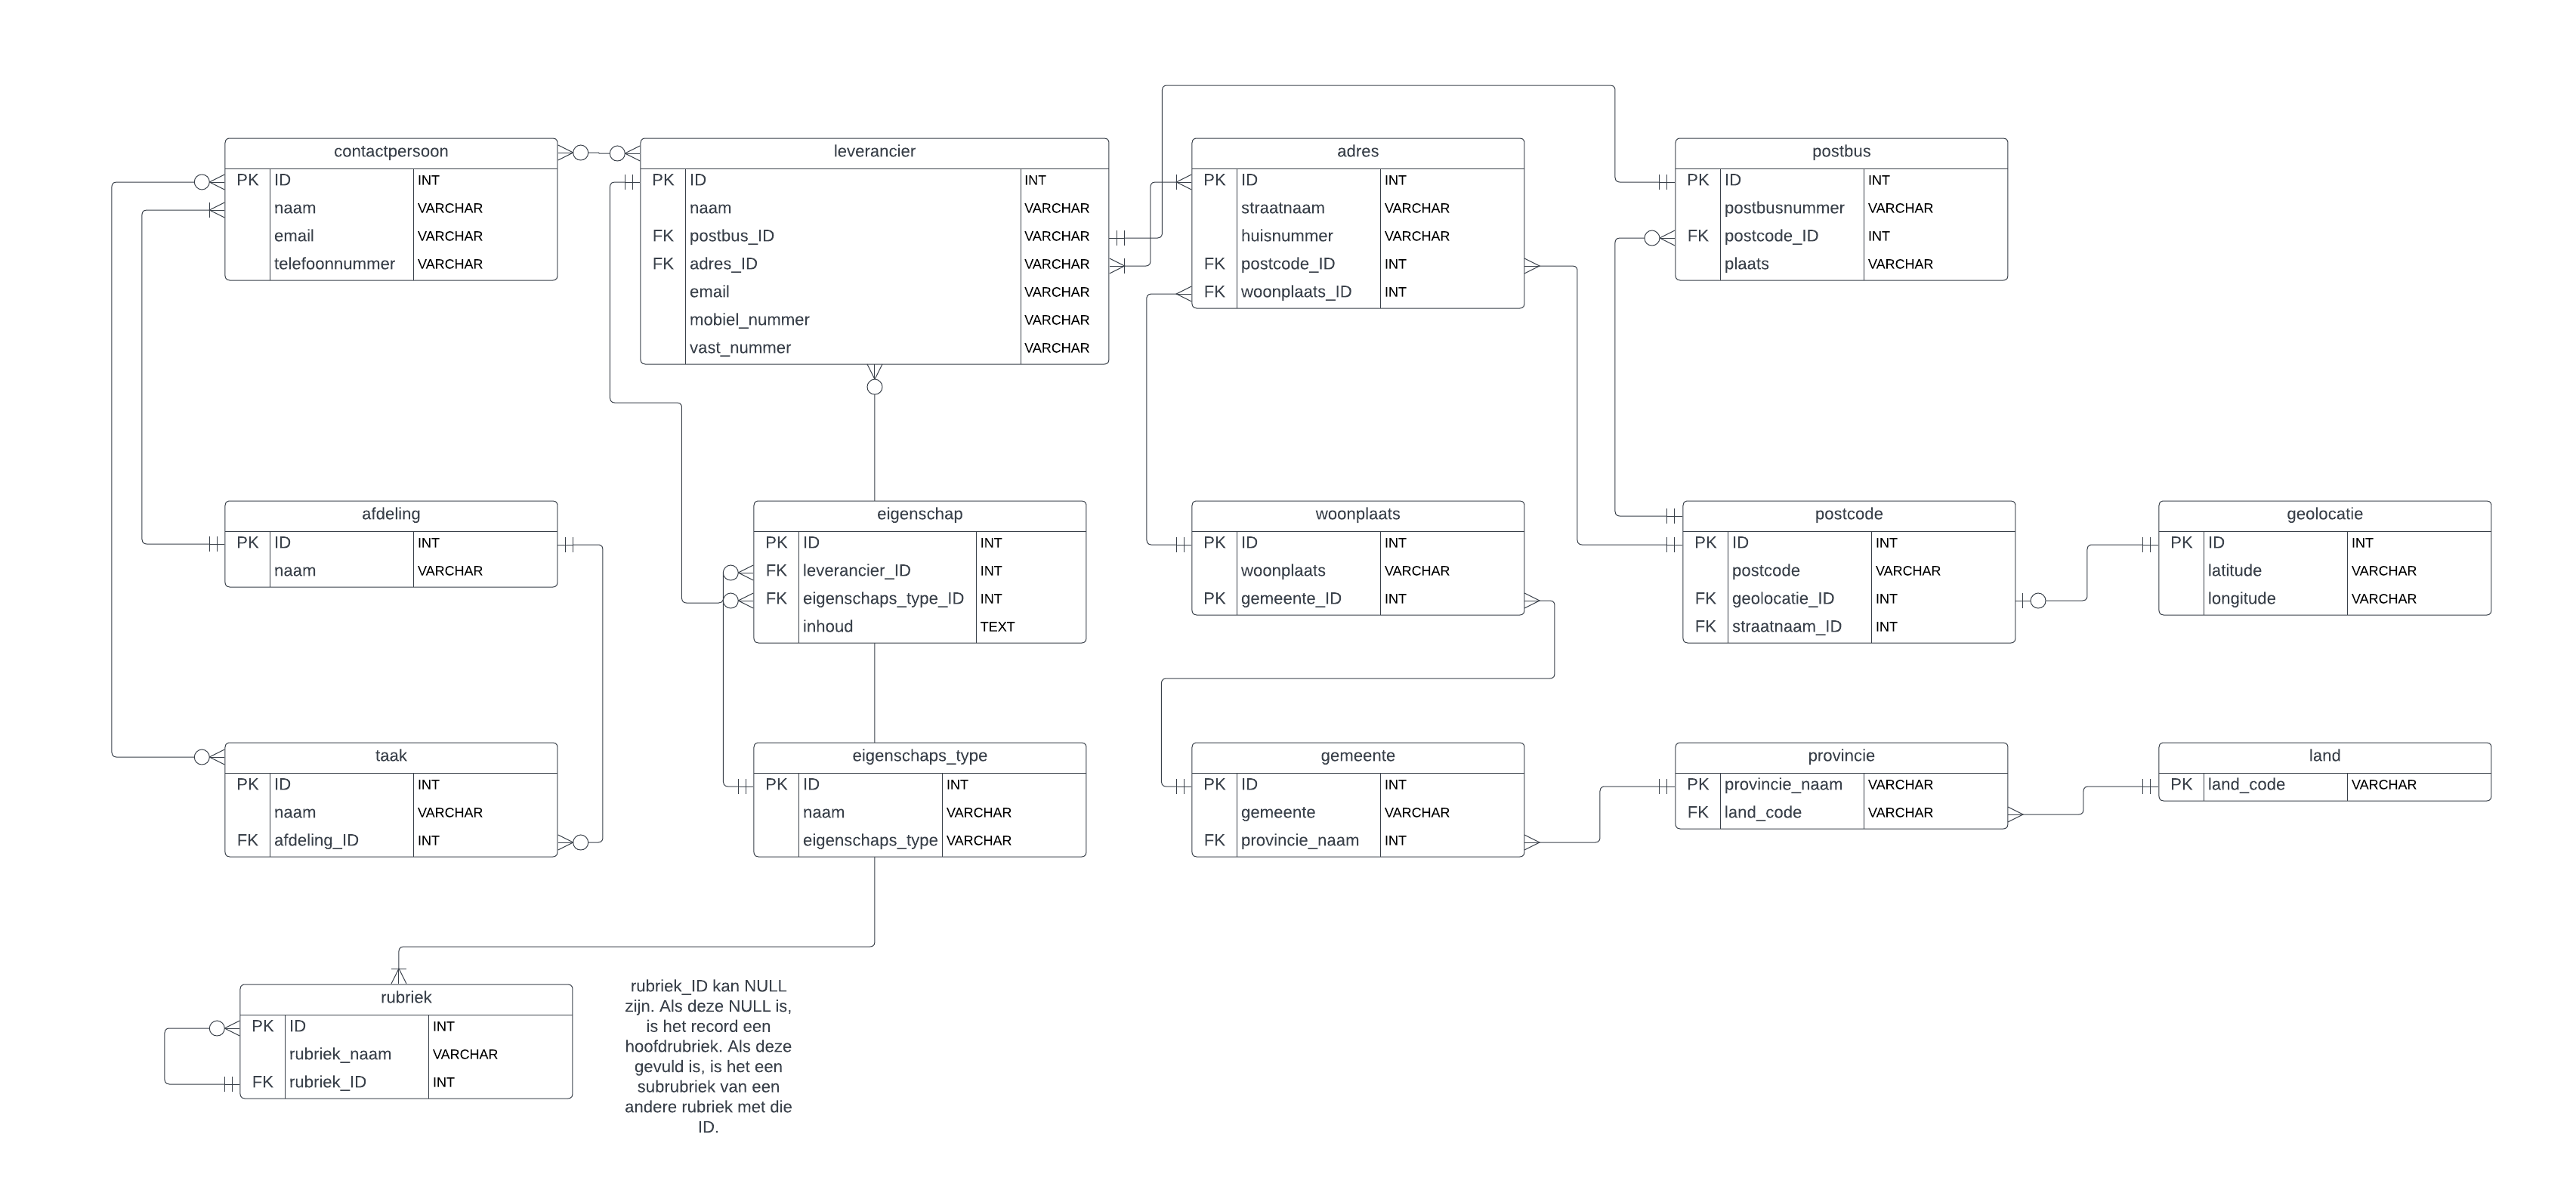 contactpersoon
PK ID INT
naam VARCHAR
email VARCHAR
telefoonnummer VARCHAR
leverancier
PK ID INT
naam VARCHAR
FK postbus_ID VARCHAR
FK adres_ID VARCHAR
email VARCHAR
mobiel_nummer VARCHAR
vast_nummer VARCHAR
adres
PK ID INT
straatnaam VARCHAR
huisnummer VARCHAR
FK postcode_ID INT
FK woonplaats_ID INT
postbus
PK ID INT
postbusnummer VARCHAR
FK postcode_ID INT
plaats VARCHAR
afdeling
PK ID INT
naam VARCHAR
eigenschap
PK ID INT
FK leverancier_ID INT
FK eigenschaps_type_ID INT
inhoud TEXT
woonplaats
PK ID INT
woonplaats VARCHAR
PK gemeente_ID INT
postcode
PK ID INT
postcode VARCHAR
FK geolocatie_ID INT
FK straatnaam_ID INT
geolocatie
PK ID INT
latitude VARCHAR
longitude VARCHAR
taak
PK ID INT
naam VARCHAR
FK afdeling_ID INT
eigenschaps_type
PK ID INT
naam VARCHAR
eigenschaps_type VARCHAR
gemeente
PK ID INT
gemeente VARCHAR
FK provincie_naam INT
provincie
PK provincie_naam VARCHAR
FK land_code VARCHAR
land
PK land_code VARCHAR
rubriek
PK ID INT
rubriek_naam VARCHAR
FK rubriek_ID INT
rubriek_ID kan NULL
zijn. Als deze NULL is,
is het record een
hoofdrubriek. Als deze
gevuld is, is het een
subrubriek van een
andere rubriek met die
ID.